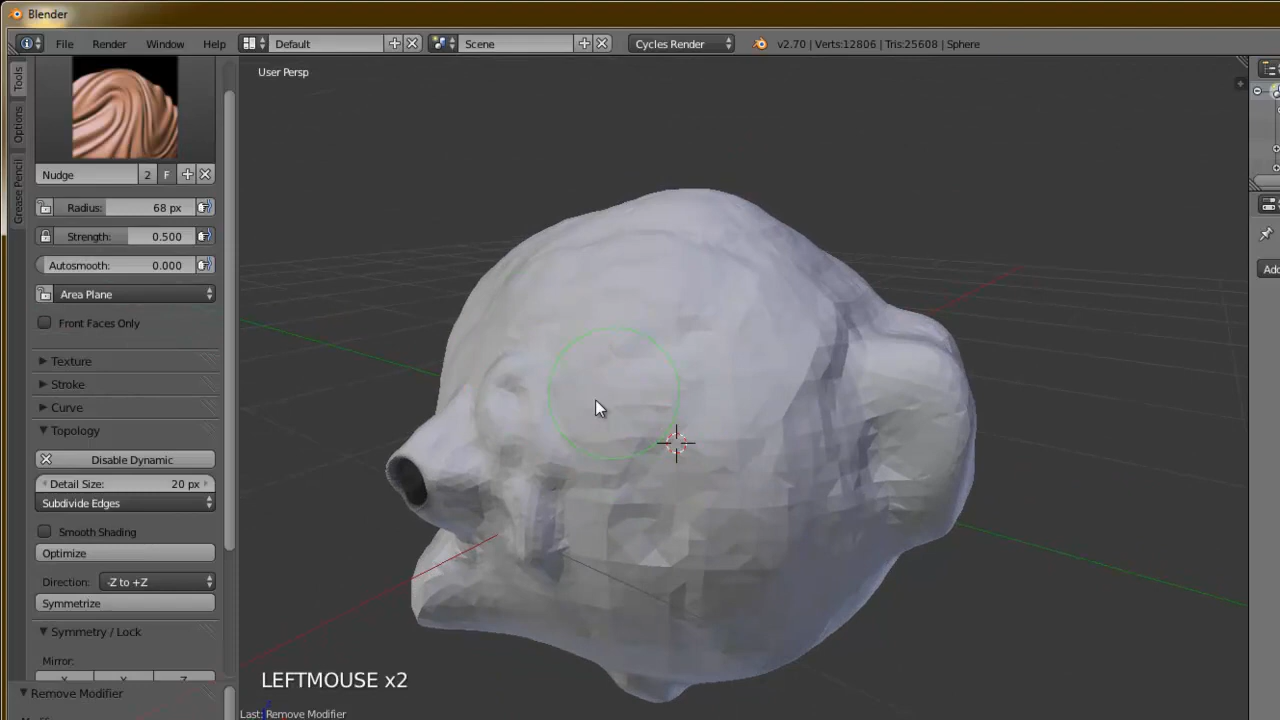 Blender
File Render Window Help Default Scene Cycles Render v2.70 | Verts:12806 | Tris:25608 | Sphere
User Persp
Tools
Options
Grease Pencil
Nudge 2 F
Radius: 68 px
Strength: 0.500
Autosmooth: 0.000
Area Plane
Front Faces Only
Texture
Stroke
Curve
Topology
Disable Dynamic
Detail Size: 20 px
Subdivide Edges
Smooth Shading
Optimize
Direction: -Z to +Z
Symmetrize
Symmetry / Lock
Mirror:
Remove Modifier
LEFTMOUSE x2
Last: Remove Modifier
Add